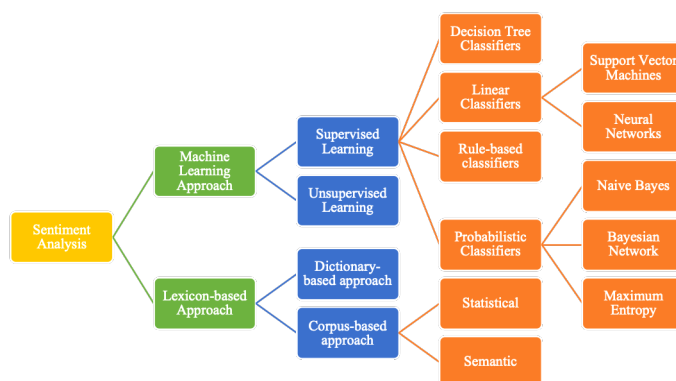 Sentiment
Analysis
Machine
Learning
Approach
Lexicon-based
Approach
Supervised
Learning
Unsupervised
Learning
Dictionary-
based approach
Corpus-based
approach
Decision Tree
Classifiers
Linear
Classifiers
Rule-based
classifiers
Probabilistic
Classifiers
Statistical
Semantic
Support Vector
Machines
Neural
Networks
Naive Bayes
Bayesian
Network
Maximum
Entropy